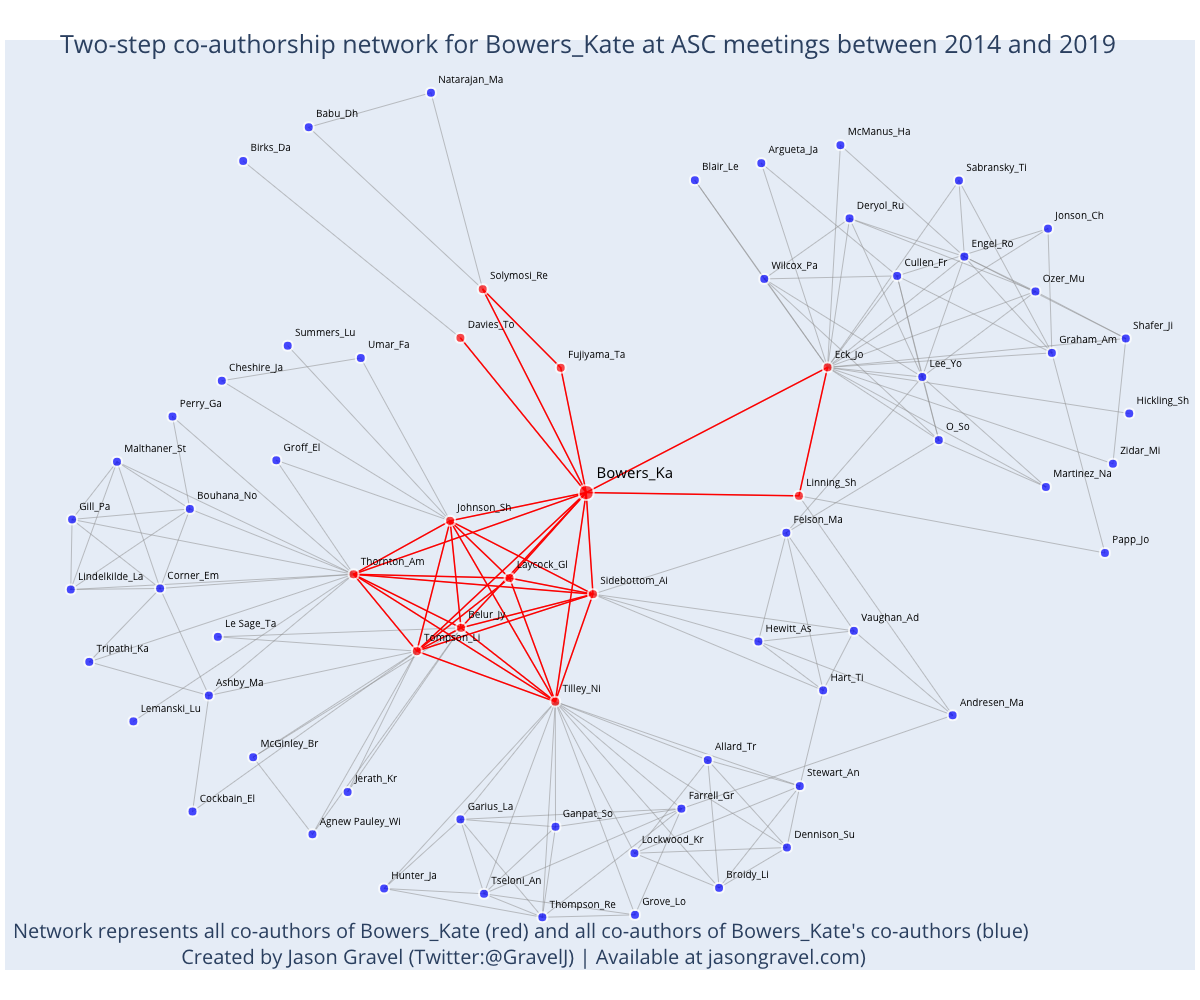 Two-step co-authorship network for Bowers_Kate at ASC meetings between 2014 and 2019
Natarajan_Ma
Babu_Dh
McManus_Ha
Birks_Da
Argueta_Ja
Blair_Le
Sabransky_Ti
Deryol_Ru
Jonson_Ch
Engel_Ro
Wilcox_Pa
Cullen_Fr
Solymosi_Re
Ozer_Mu
Davies_To
Shafer_Ji
Summers_Lu
Umar_Fa
Graham_Am
Fujiyama_Ta
Eck_Jo
Cheshire_Ja
Lee_Yo
Hickling_Sh
Perry_Ga
O_So
Malthaner_St
Groff_El
Zidar_Mi
Bowers_Ka
Martinez_Na
Linning_Sh
Bouhana_No
Gill_Pa
Johnson_Sh
Felson_Ma
Papp_Jo
Thornton_Am
Laycock_Gl
Lindelkilde_La
Corner_Em
Sidebottom_Ai
Belur_Jy
Vaughan_Ad
Le Sage_Ta
Hewitt_As
Tompson_Li
Tripathi_Ka
Hart_Ti
Ashby_Ma
Tilley_Ni
Andresen_Ma
Lemanski_Lu
McGinley_Br
Allard_Tr
Stewart_An
Jerath_Kr
Farrell_Gr
Cockbain_El
Garius_La
Ganpat_So
Agnew Pauley_Wi
Dennison_Su
Lockwood_Kr
Hunter_Ja
Tseloni_An
Broidy_Li
Thompson_Re
Grove_Lo
Network represents all co-authors of Bowers_Kate (red) and all co-authors of Bowers_Kate's co-authors (blue)
Created by Jason Gravel (Twitter:@GravelJ) | Available at jasongravel.com)